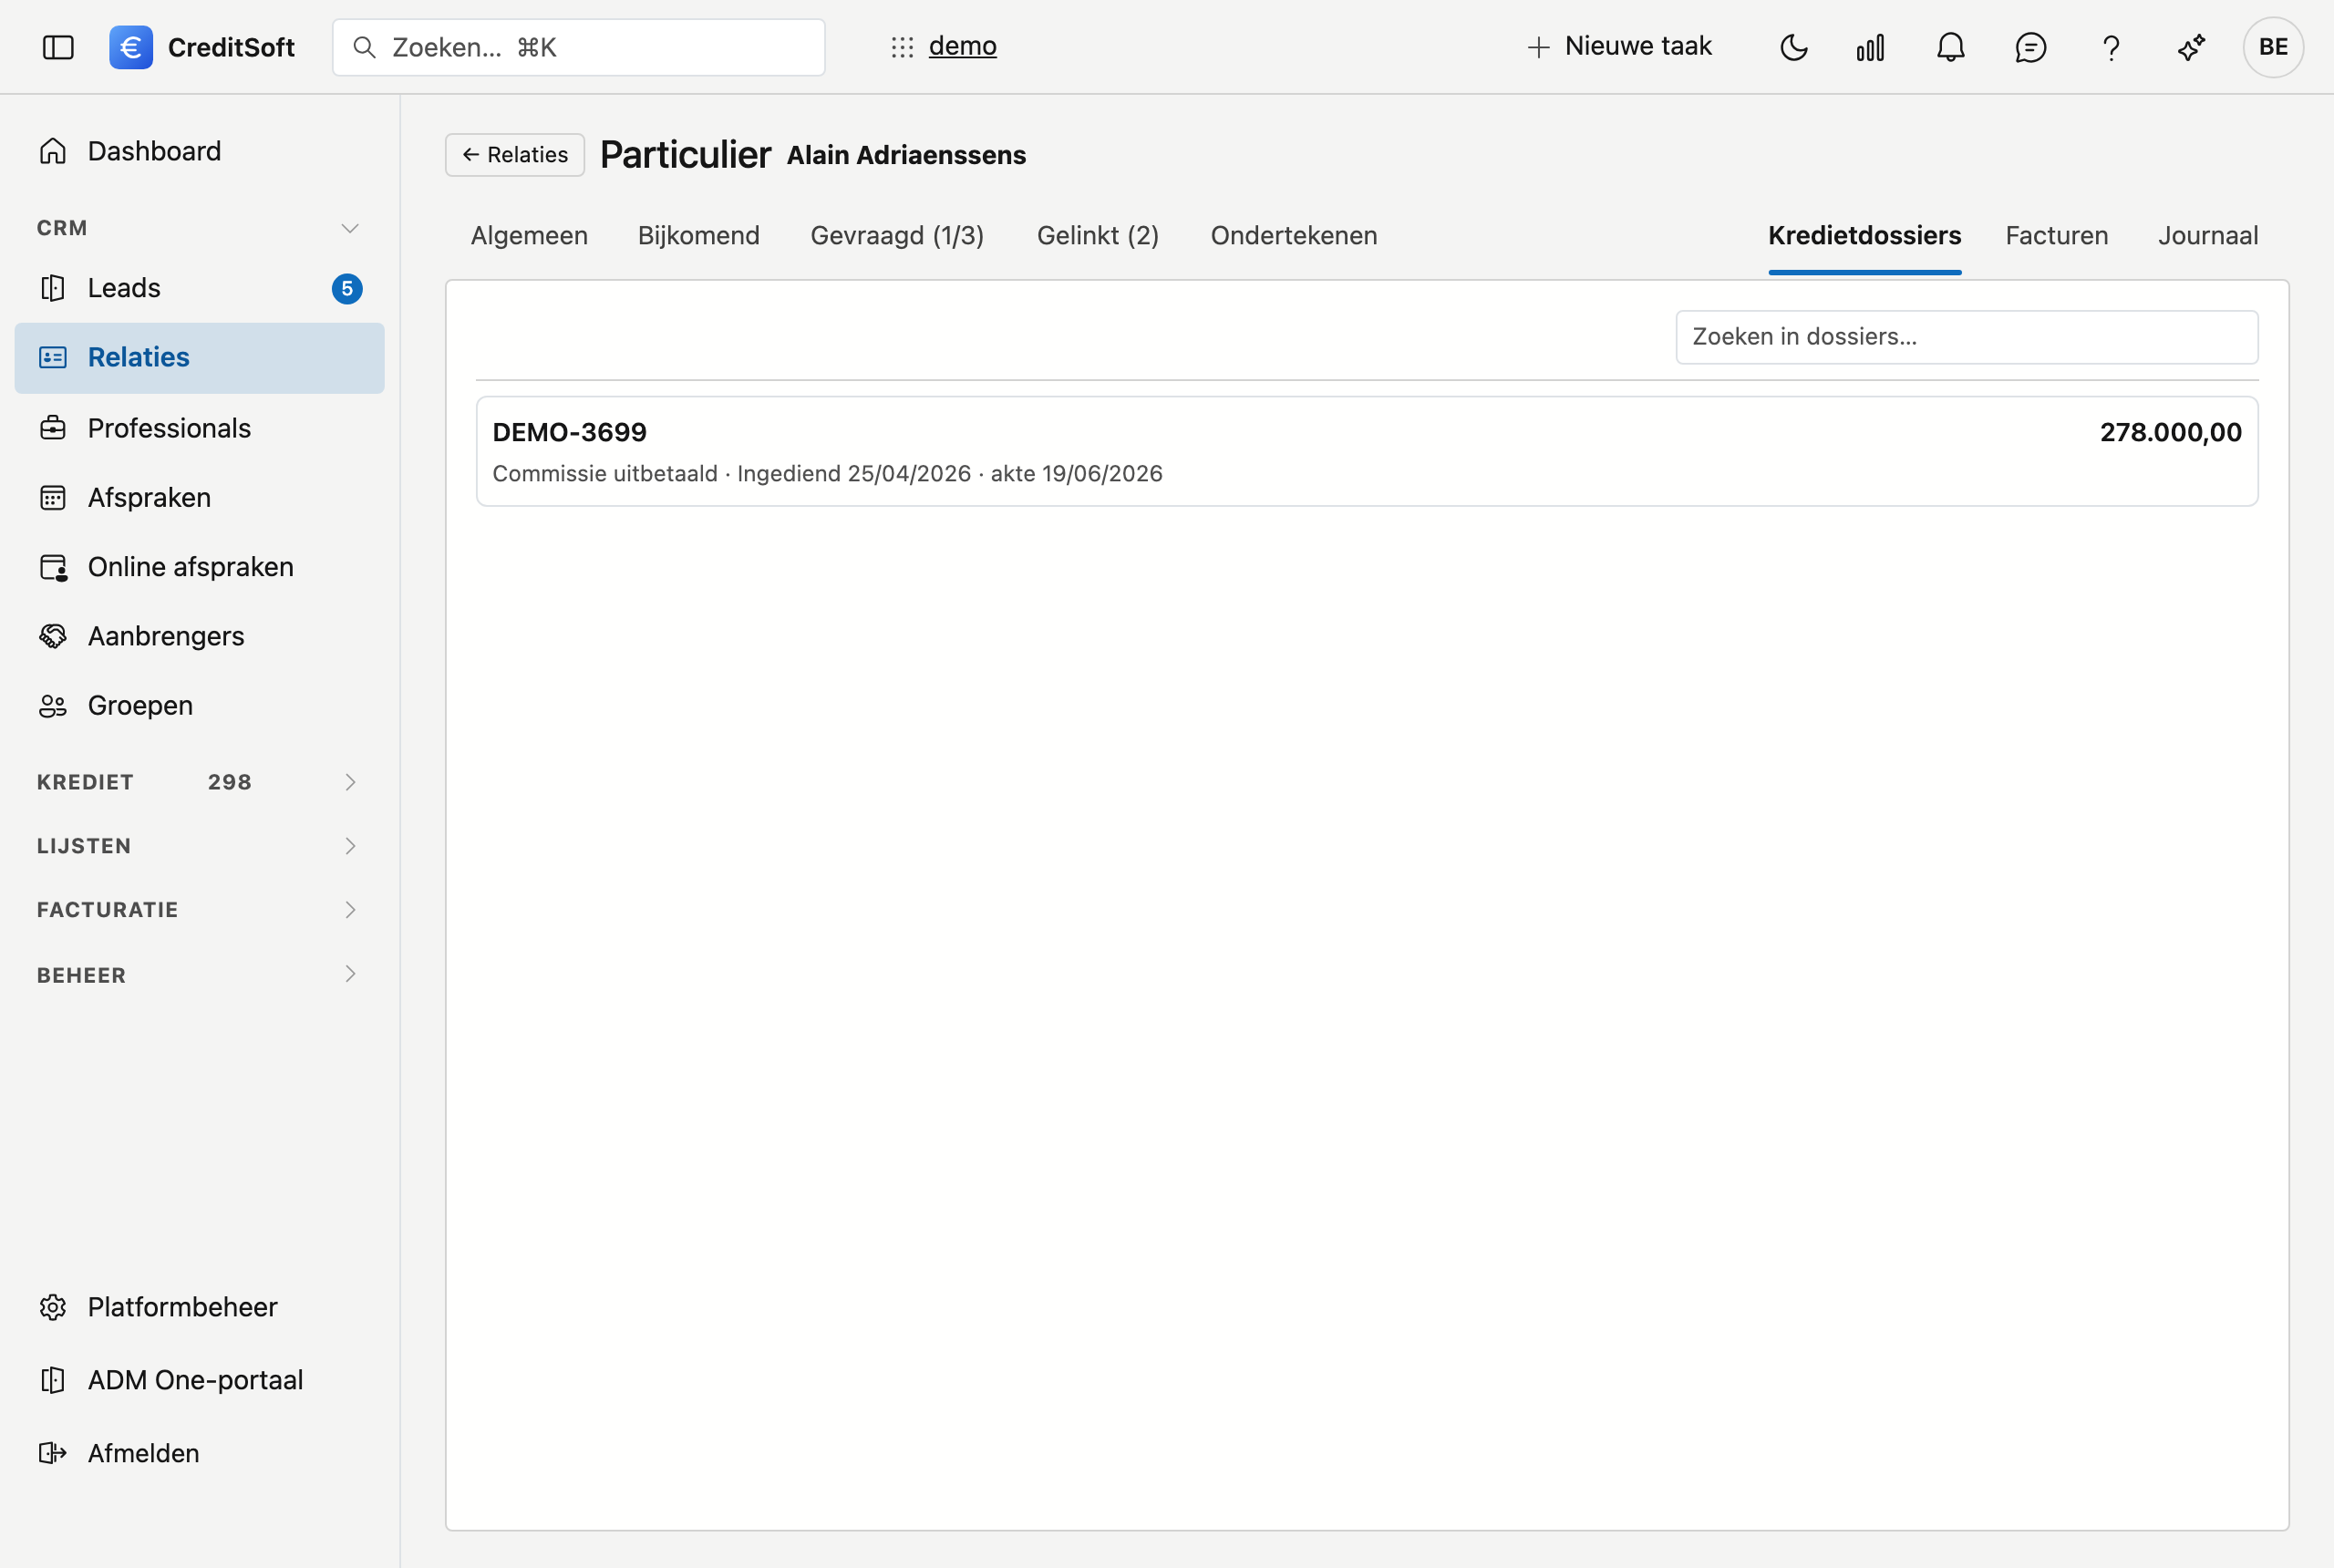 € CreditSoft
Zoeken... ⌘K
demo
Nieuwe taak
BE
Dashboard
CRM
Leads 5
Relaties
Professionals
Afspraken
Online afspraken
Aanbrengers
Groepen
KREDIET 298
LIJSTEN
FACTURATIE
BEHEER
Platformbeheer
ADM One-portaal
Afmelden
← Relaties Particulier Alain Adriaenssens
Algemeen Bijkomend Gevraagd (1/3) Gelinkt (2) Ondertekenen Kredietdossiers Facturen Journaal
Zoeken in dossiers...
DEMO-3699 278.000,00
Commissie uitbetaald · Ingediend 25/04/2026 · akte 19/06/2026